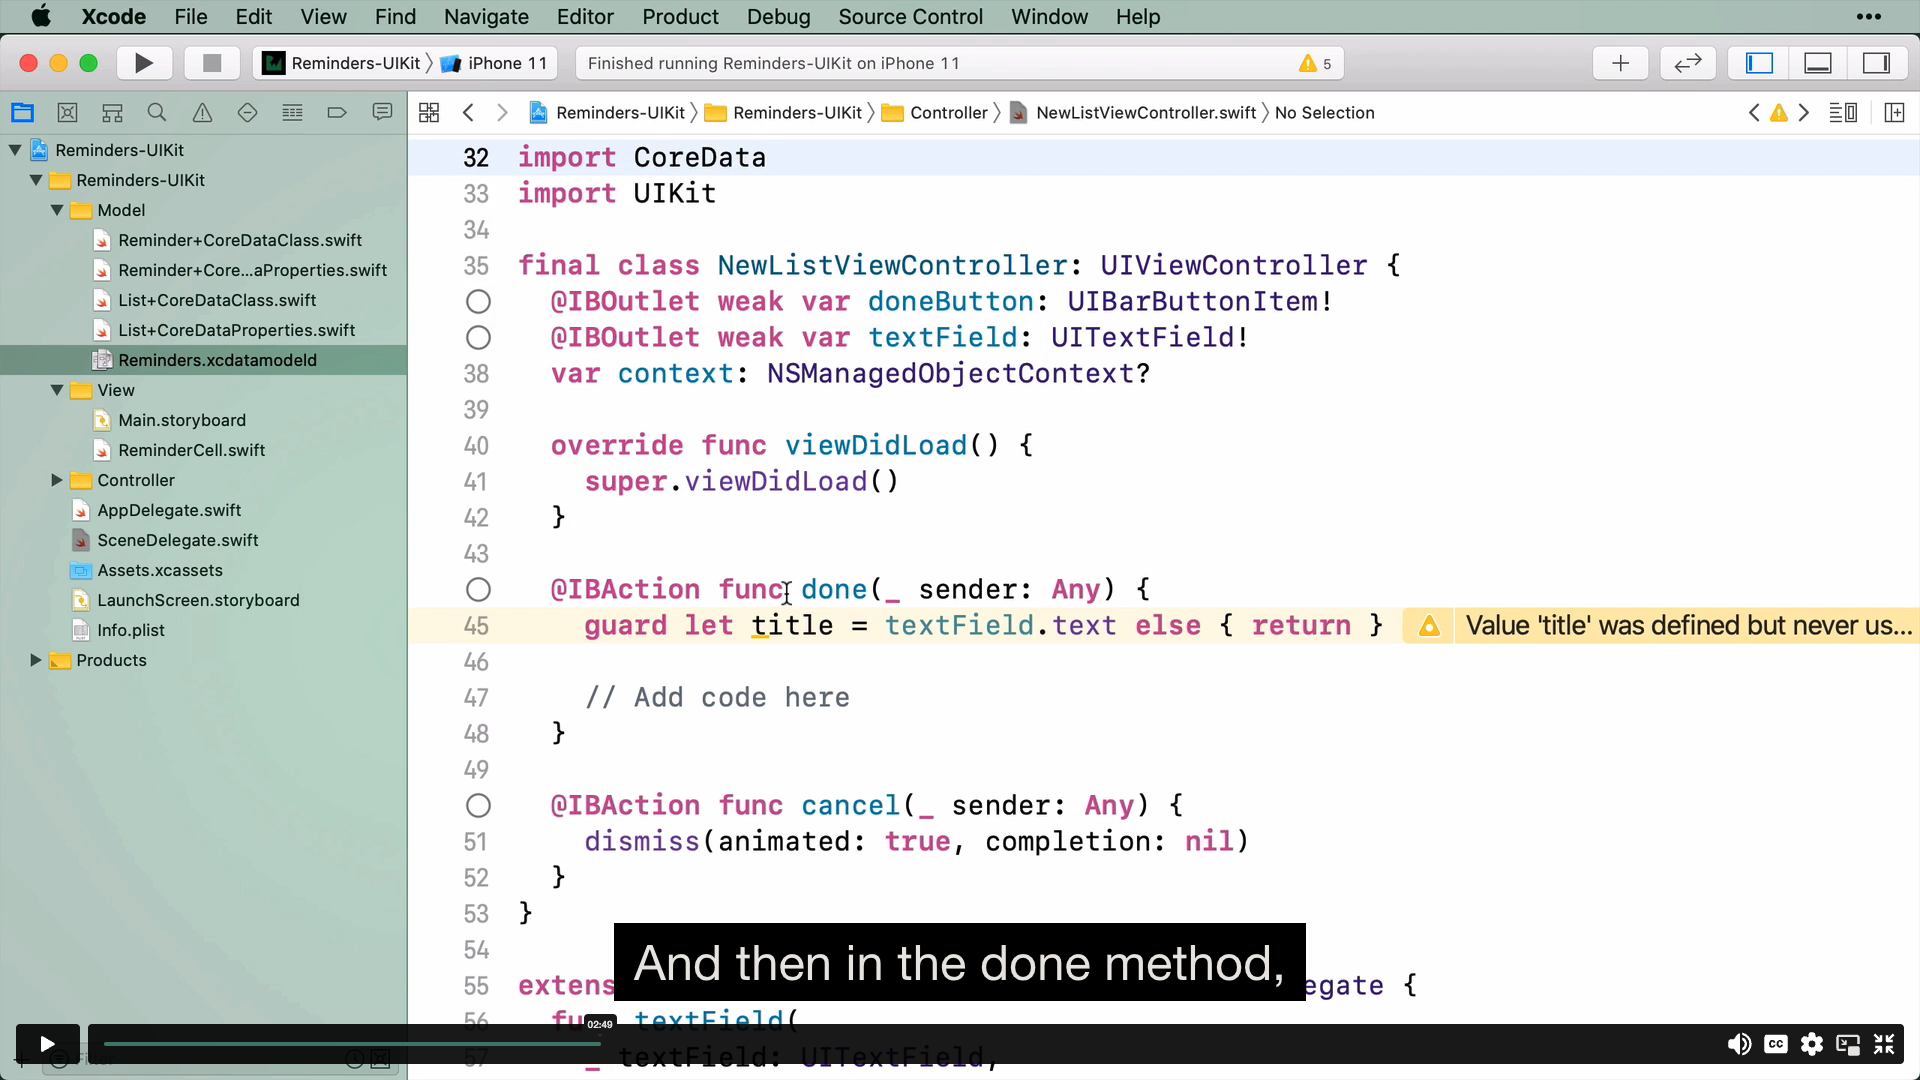 Xcode File Edit View Find Navigate Editor Product Debug Source Control Window Help
Reminders-UIKit iPhone 11
Finished running Reminders-UIKit on iPhone 11
5
Reminders-UIKit
Reminders-UIKit
Controller
NewListViewController.swift
No Selection
Reminders-UIKit
Reminders-UIKit
Model
Reminder+CoreDataClass.swift
Reminder+Core...aProperties.swift
List+CoreDataClass.swift
List+CoreDataProperties.swift
Reminders.xcdatamodeld
View
Main.storyboard
ReminderCell.swift
Controller
AppDelegate.swift
SceneDelegate.swift
Assets.xcassets
LaunchScreen.storyboard
Info.plist
Products
32 import CoreData
33 import UIKit
34
35 final class NewListViewController: UIViewController {
@IBOutlet weak var doneButton: UIBarButtonItem!
@IBOutlet weak var textField: UITextField!
38 var context: NSManagedObjectContext?
39
40 override func viewDidLoad() {
41 super.viewDidLoad()
42 }
43
@IBAction func done(_ sender: Any) {
45 guard let title = textField.text else { return }
Value 'title' was defined but never us...
46
47 // Add code here
48 }
49
@IBAction func cancel(_ sender: Any) {
51 dismiss(animated: true, completion: nil)
52 }
53 }
54
And then in the done method,
55 extens egate {
56 fu textField(
02:49
57 _ textField: UITextField,
Filter
CC